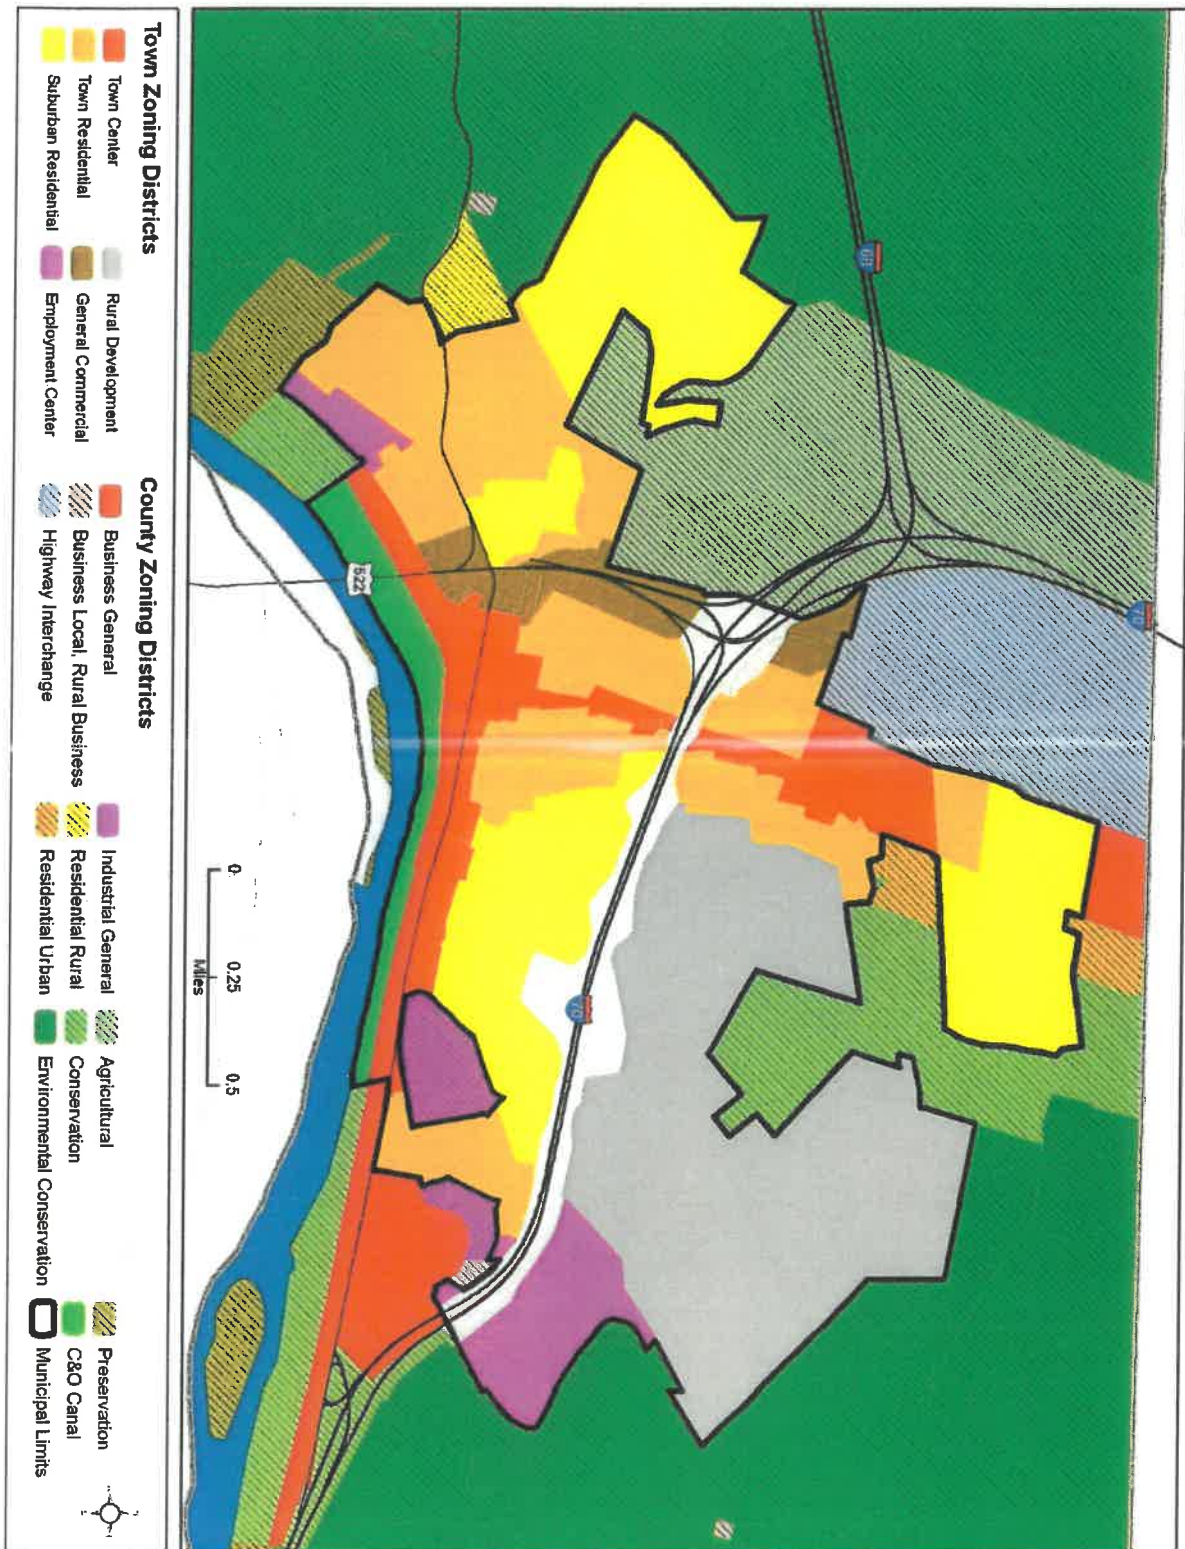 Town Zoning Districts
Town Center
Town Residential
Suburban Residential
Rural Development
General Commercial
Employment Center
County Zoning Districts
Business General
Business Local, Rural Business
Highway Interchange
Industrial General
Residential Rural
Residential Urban
Agricultural
Conservation
Environmental Conservation
Preservation
C&O Canal
Municipal Limits
522
70
0
0.25
0.5
Miles